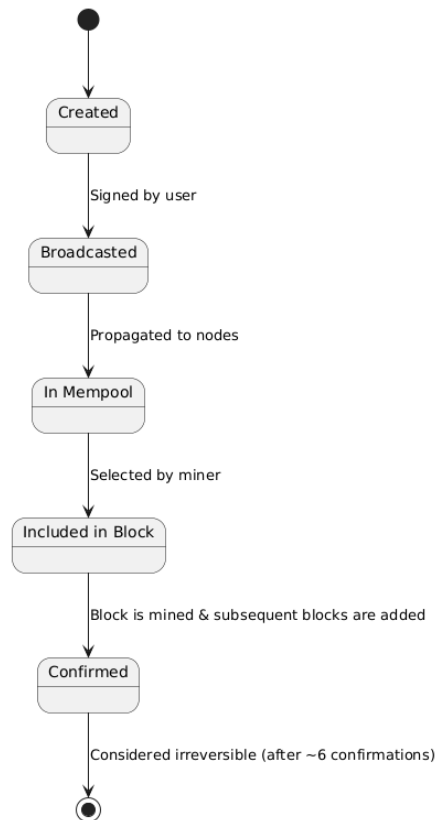 Created
Signed by user
Broadcasted
Propagated to nodes
In Mempool
Selected by miner
Included in Block
Block is mined & subsequent blocks are added
Confirmed
Considered irreversible (after ~6 confirmations)